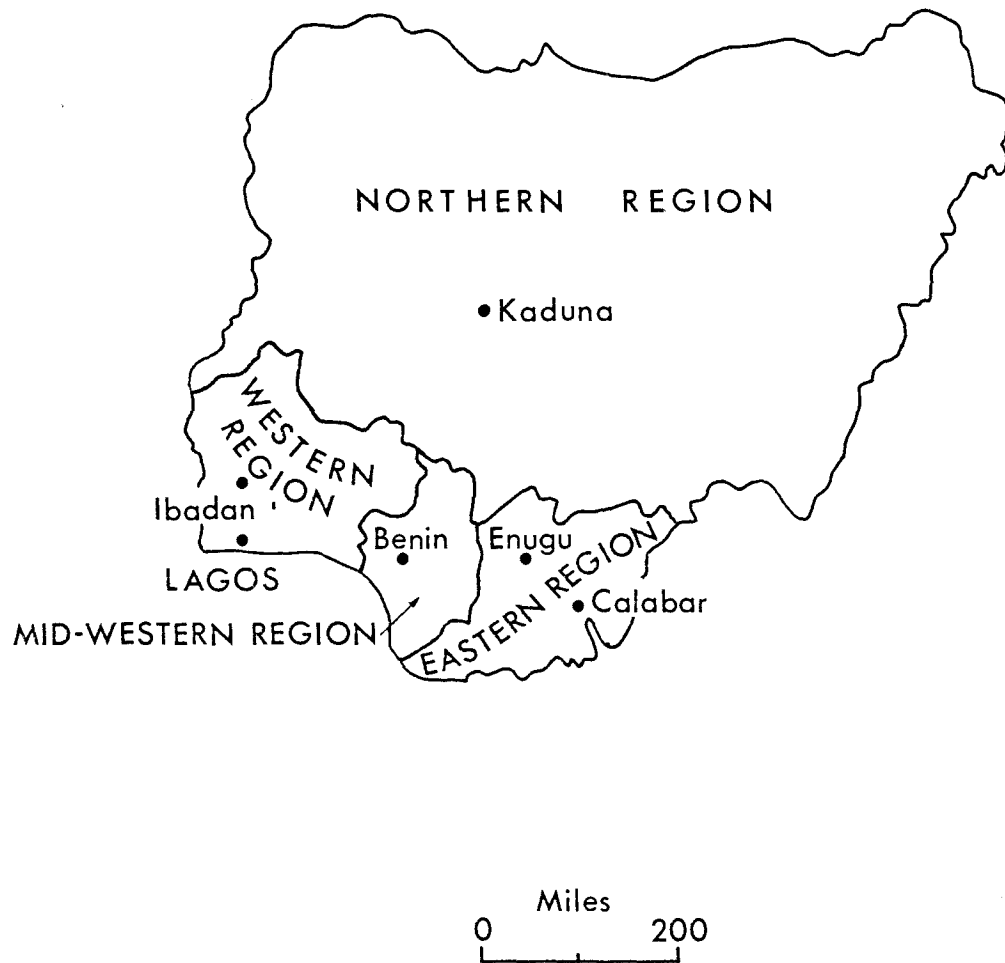 NORTHERN REGION
Kaduna
WESTERN
REGION
Ibadan
Benin
Enugu
LAGOS
Calabar
MID-WESTERN REGION
EASTERN REGION
Miles
0 200